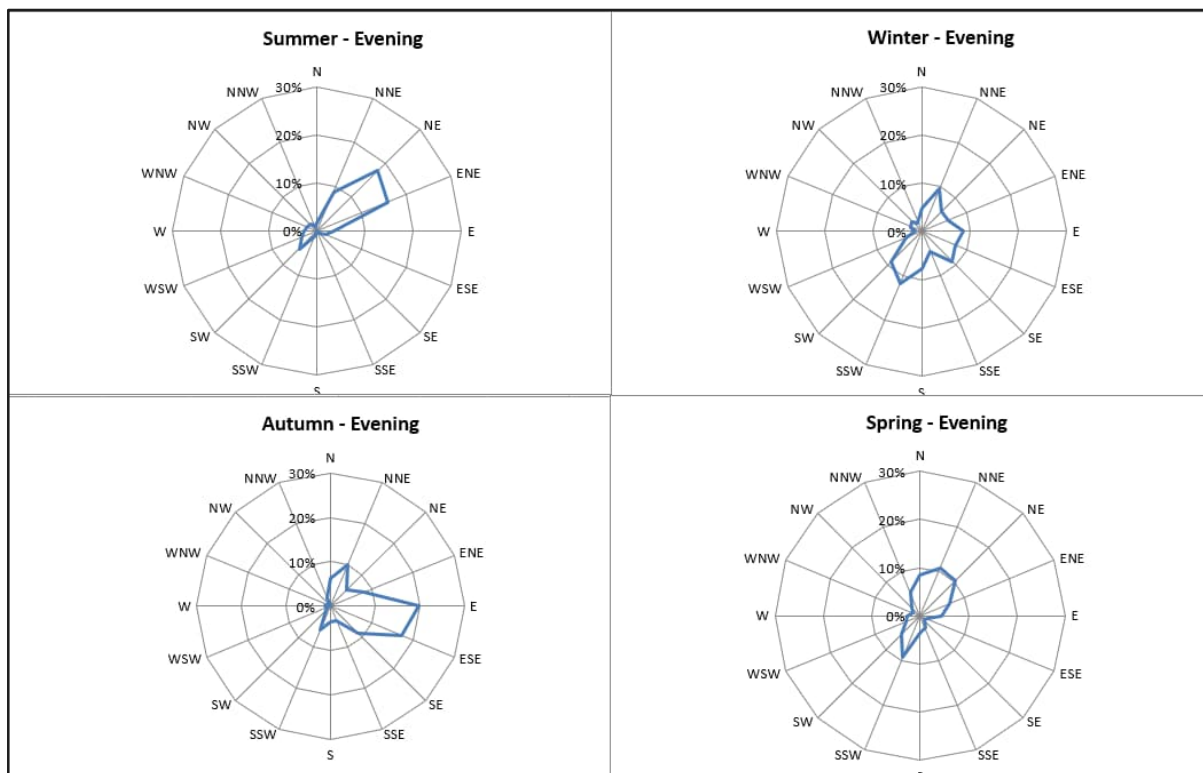 Summer - Evening
N
NNW
30%
NNE
NW
20%
NE
WNW
10%
ENE
W
0%
E
WSW
ESE
SW
SE
SSW
SSE
S
Winter - Evening
N
NNW
30%
NNE
NW
20%
NE
WNW
10%
ENE
W
0%
E
WSW
ESE
SW
SE
SSW
SSE
S
Autumn - Evening
N
NNW
30%
NNE
NW
20%
NE
WNW
10%
ENE
W
0%
E
WSW
ESE
SW
SE
SSW
SSE
S
Spring - Evening
N
NNW
30%
NNE
NW
20%
NE
WNW
10%
ENE
W
0%
E
WSW
ESE
SW
SE
SSW
SSE